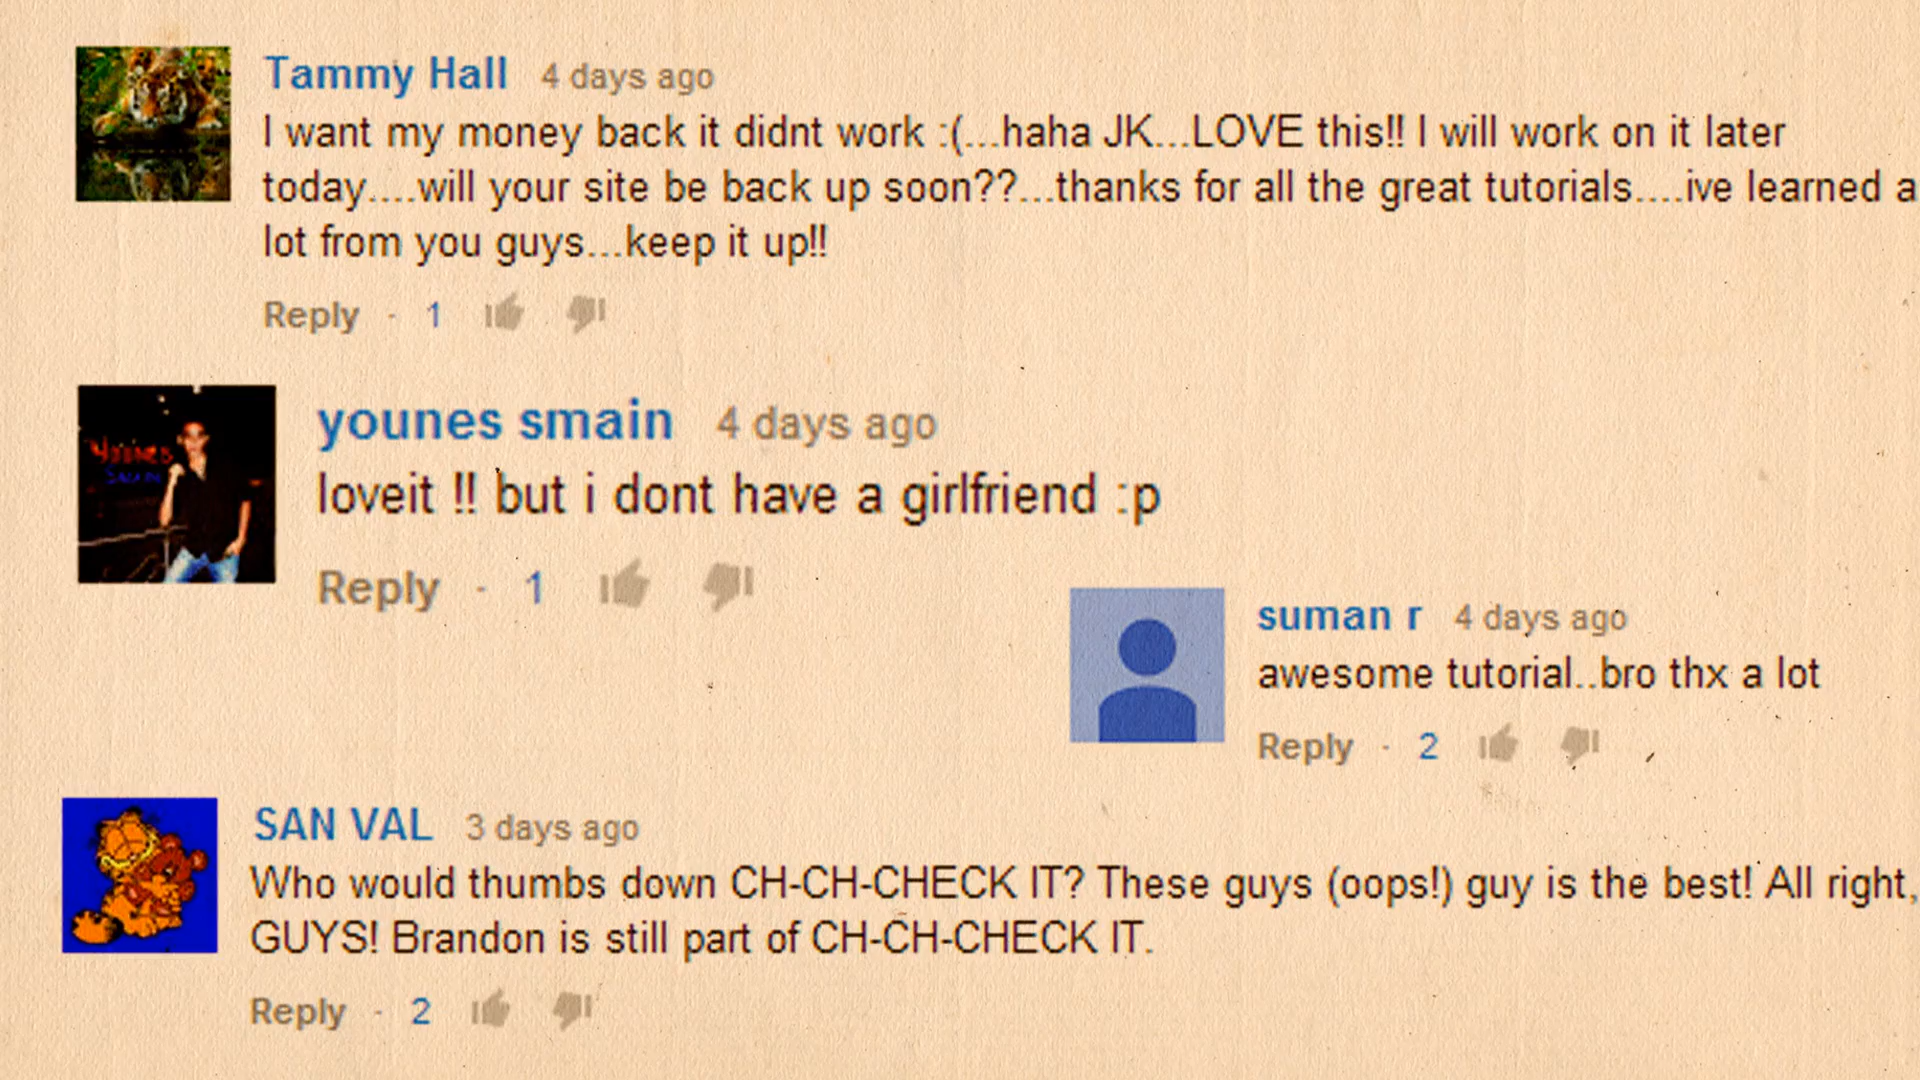 Tammy Hall 4 days ago
I want my money back it didnt work :(...haha JK...LOVE this!! I will work on it later
today....will your site be back up soon??...thanks for all the great tutorials....ive learned a
lot from you guys...keep it up!!
Reply · 1
younes smain 4 days ago
loveit !! but i dont have a girlfriend :p
Reply · 1
suman r 4 days ago
awesome tutorial..bro thx a lot
Reply · 2
SAN VAL 3 days ago
Who would thumbs down CH-CH-CHECK IT? These guys (oops!) guy is the best! All right,
GUYS! Brandon is still part of CH-CH-CHECK IT.
Reply · 2